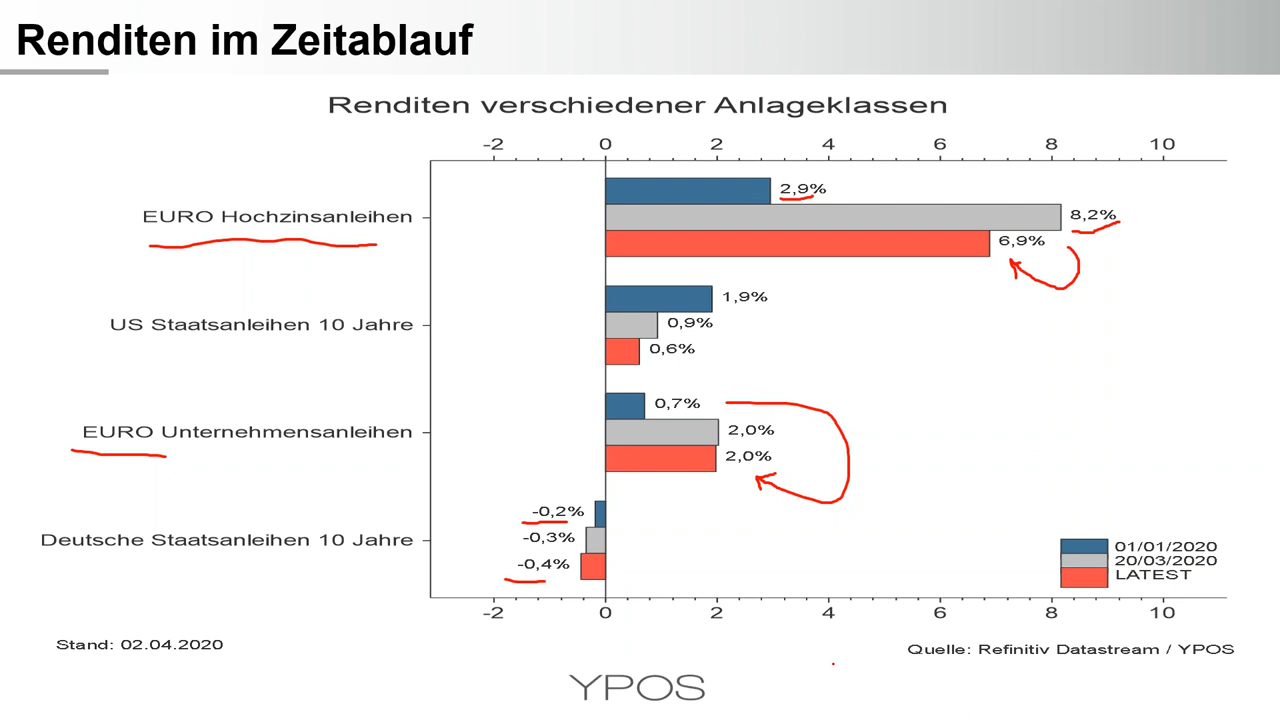 Renditen im Zeitablauf
Renditen verschiedener Anlageklassen
-2 0 2 4 6 8 10
EURO Hochzinsanleihen
2,9%
8,2%
6,9%
US Staatsanleihen 10 Jahre
1,9%
0,9%
0,6%
EURO Unternehmensanleihen
0,7%
2,0%
2,0%
Deutsche Staatsanleihen 10 Jahre
-0,2%
-0,3%
-0,4%
01/01/2020
20/03/2020
LATEST
-2 0 2 4 6 8 10
Stand: 02.04.2020
Quelle: Refinitiv Datastream / YPOS
YPOS